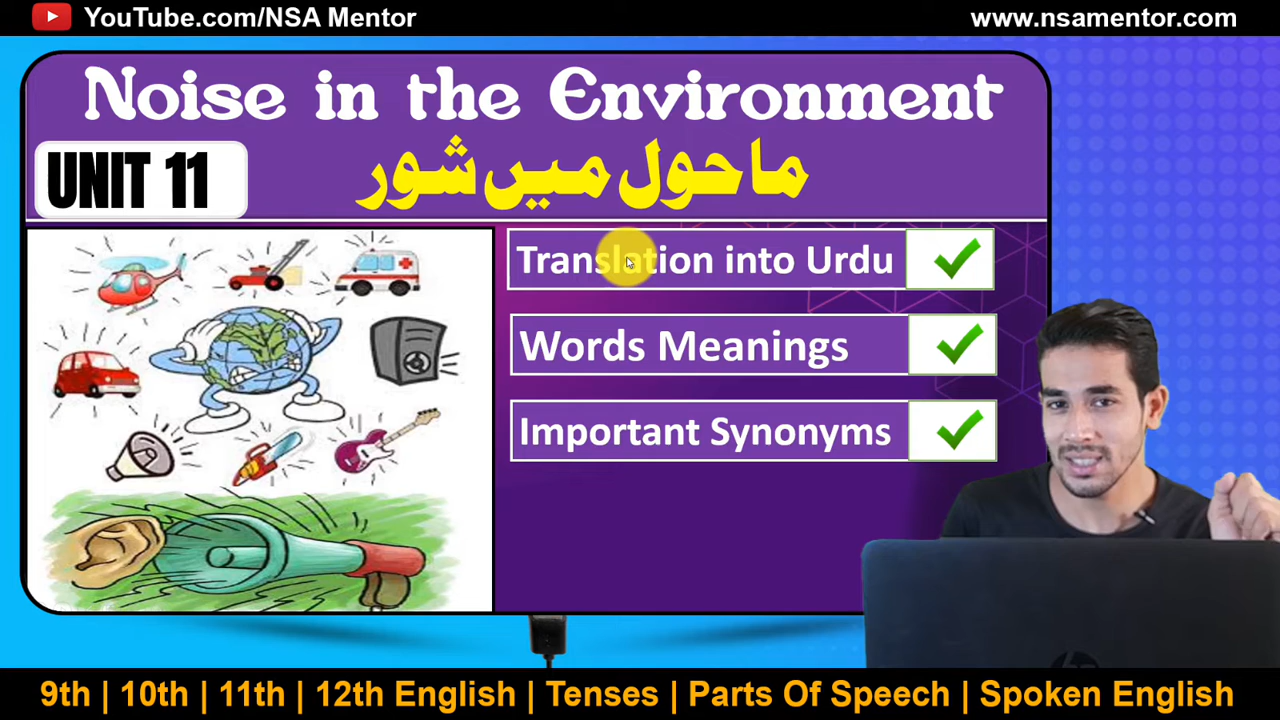 YouTube.com/NSA Mentor
www.nsamentor.com
Noise in the Environment
UNIT 11
ماحول میں شور
Translation into Urdu
Words Meanings
Important Synonyms
9th | 10th | 11th | 12th English | Tenses | Parts Of Speech | Spoken English